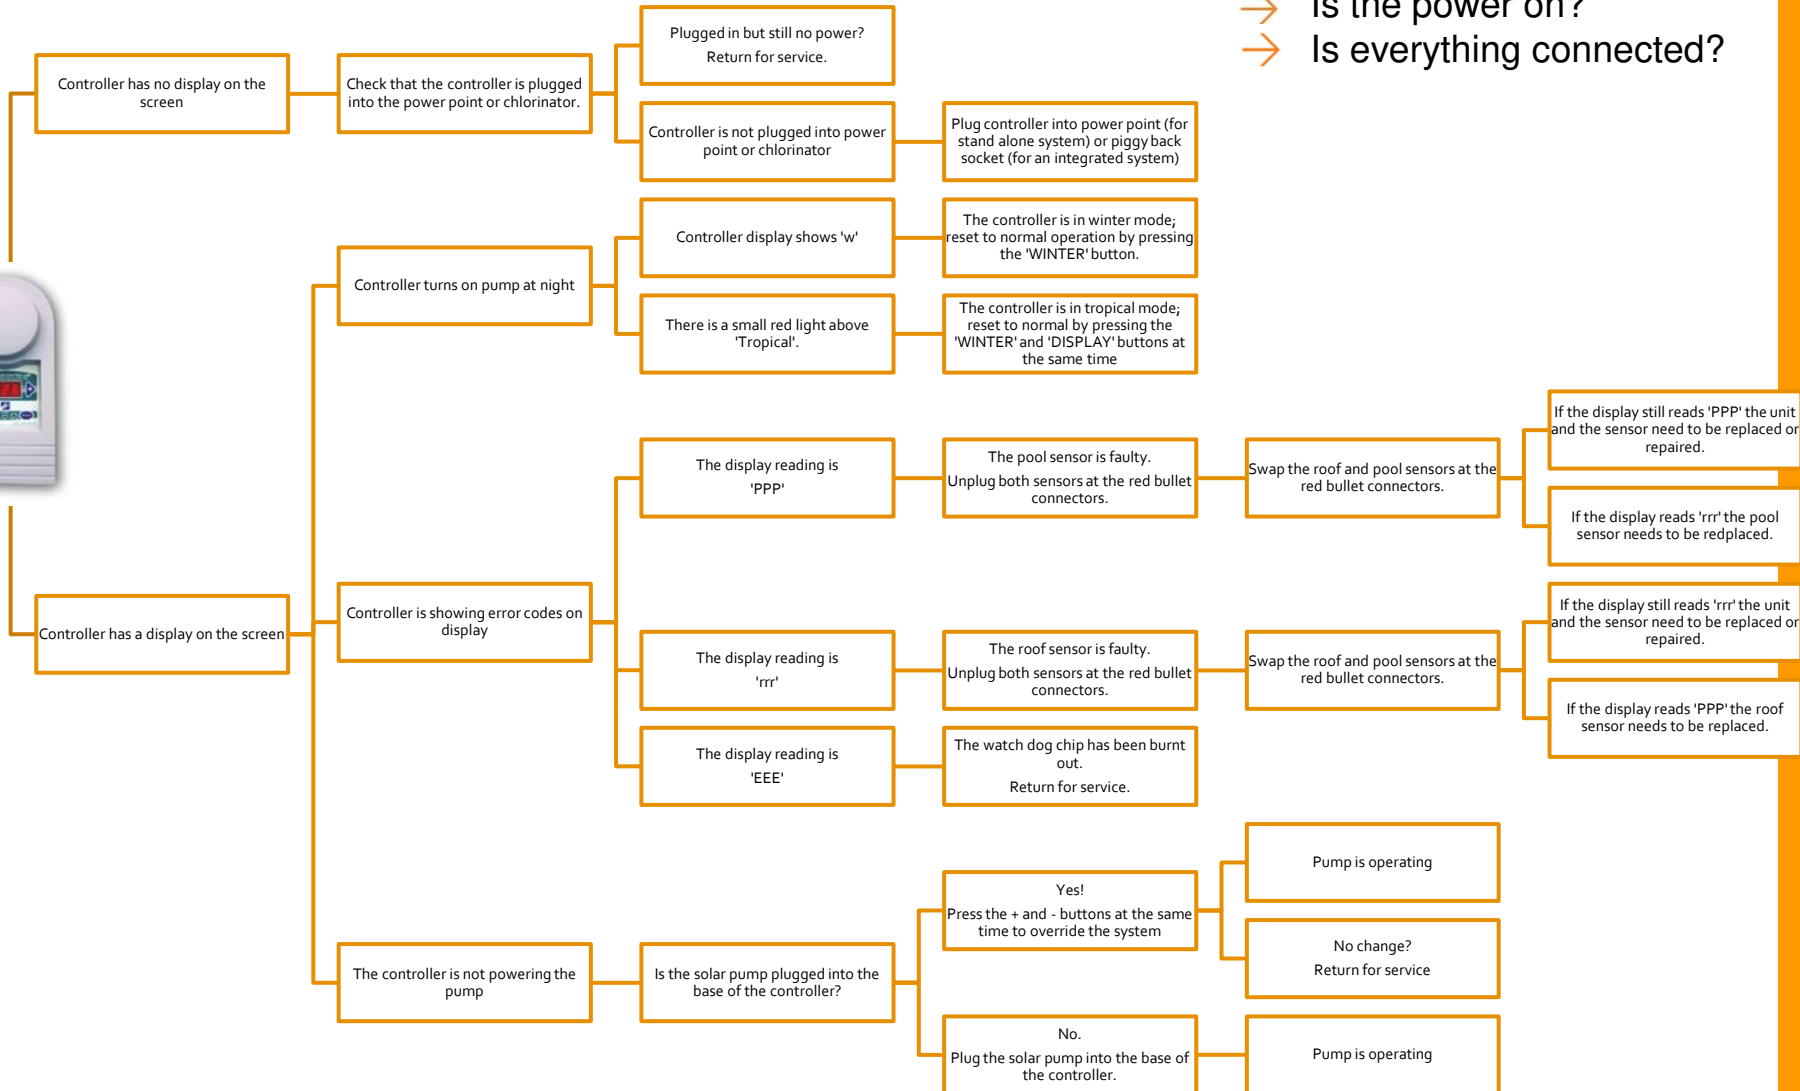 Is the power on?
Is everything connected?
Controller has no display on the
screen
Check that the controller is plugged
into the power point or chlorinator.
Plugged in but still no power?
Return for service.
Controller is not plugged into power
point or chlorinator
Plug controller into power point (for
stand alone system) or piggy back
socket (for an integrated system)
Controller has a display on the screen
Controller turns on pump at night
Controller display shows 'w'
The controller is in winter mode;
reset to normal operation by pressing
the 'WINTER' button.
There is a small red light above
'Tropical'.
The controller is in tropical mode;
reset to normal by pressing the
'WINTER' and 'DISPLAY' buttons at
the same time
Controller is showing error codes on
display
The display reading is
'PPP'
The pool sensor is faulty.
Unplug both sensors at the red bullet
connectors.
Swap the roof and pool sensors at the
red bullet connectors.
If the display still reads 'PPP' the unit
and the sensor need to be replaced or
repaired.
If the display reads 'rrr' the pool
sensor needs to be redplaced.
The display reading is
'rrr'
The roof sensor is faulty.
Unplug both sensors at the red bullet
connectors.
Swap the roof and pool sensors at the
red bullet connectors.
If the display still reads 'rrr' the unit
and the sensor need to be replaced or
repaired.
If the display reads 'PPP' the roof
sensor needs to be replaced.
The display reading is
'EEE'
The watch dog chip has been burnt
out.
Return for service.
The controller is not powering the
pump
Is the solar pump plugged into the
base of the controller?
Yes!
Press the + and - buttons at the same
time to override the system
Pump is operating
No change?
Return for service
No.
Plug the solar pump into the base of
the controller.
Pump is operating